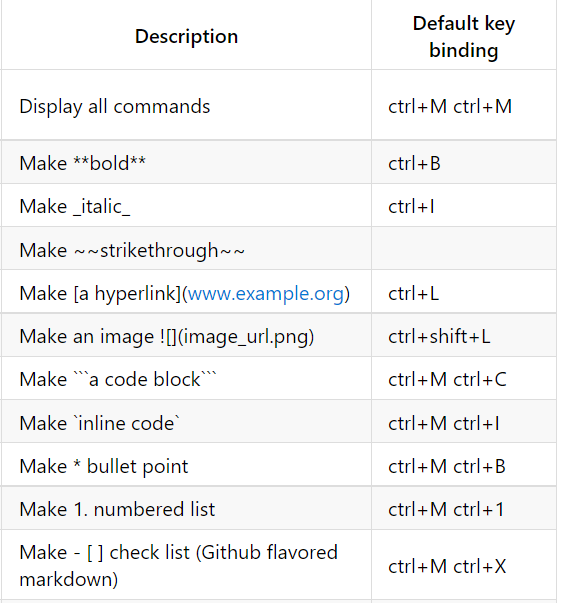 Description
Default key
binding
Display all commands
ctrl+M ctrl+M
Make **bold**
ctrl+B
Make _italic_
ctrl+I
Make ~~strikethrough~~
Make [a hyperlink](www.example.org)
ctrl+L
Make an image ![](image_url.png)
ctrl+shift+L
Make ```a code block```
ctrl+M ctrl+C
Make `inline code`
ctrl+M ctrl+I
Make * bullet point
ctrl+M ctrl+B
Make 1. numbered list
ctrl+M ctrl+1
Make - [ ] check list (Github flavored
markdown)
ctrl+M ctrl+X